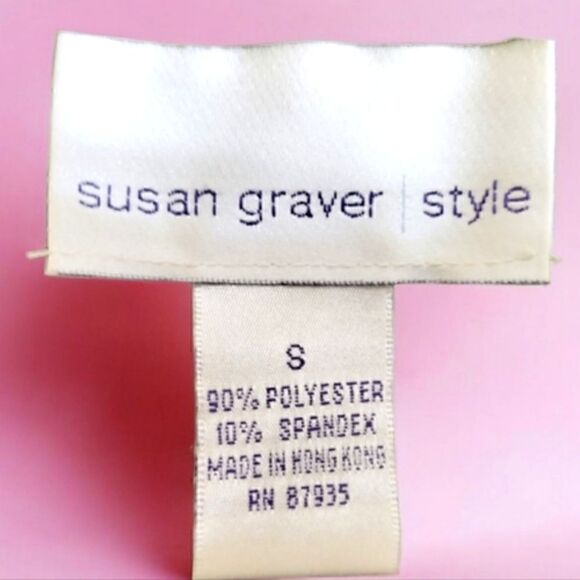 susan graver | style
S
90% POLYESTER
10% SPANDEX
MADE IN HONG KONG
RN 87935